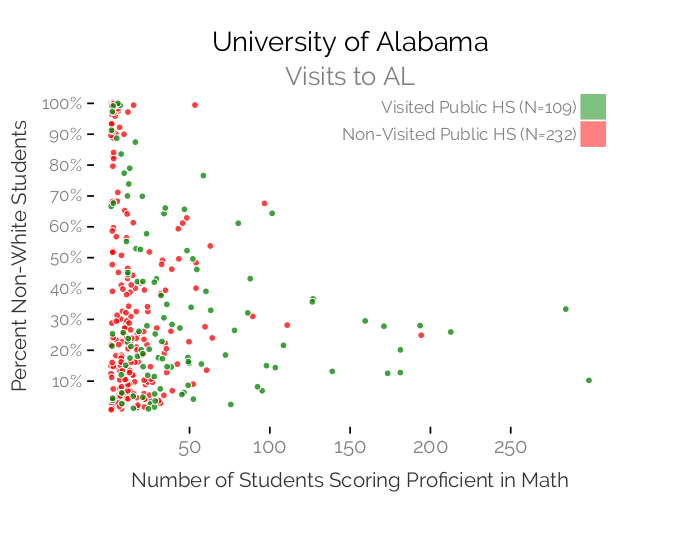 University of Alabama
Visits to AL
Visited Public HS (N=109)
Non-Visited Public HS (N=232)
Percent Non-White Students
100%
90%
80%
70%
60%
50%
40%
30%
20%
10%
50 100 150 200 250
Number of Students Scoring Proficient in Math